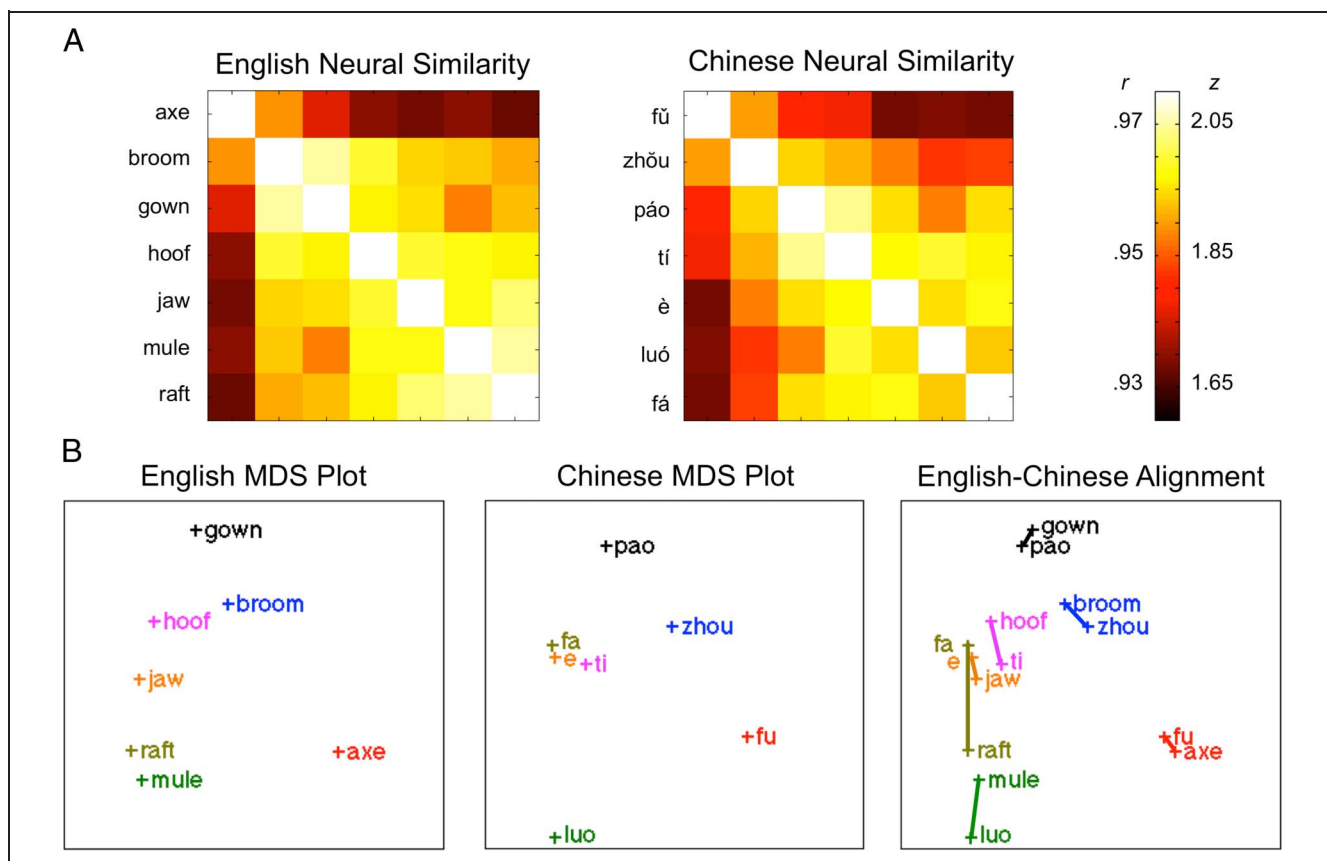 A
English Neural Similarity
Chinese Neural Similarity
axe
broom
gown
hoof
jaw
mule
raft
fǔ
zhǒu
páo
tí
è
luó
fá
r z
.97 2.05
.95 1.85
.93 1.65
B
English MDS Plot
Chinese MDS Plot
English-Chinese Alignment
gown
broom
hoof
jaw
raft
axe
mule
pao
zhou
fa
e
ti
fu
luo
gown
pao
broom
hoof
zhou
fa
e
ti
jaw
fu
raft
axe
mule
luo